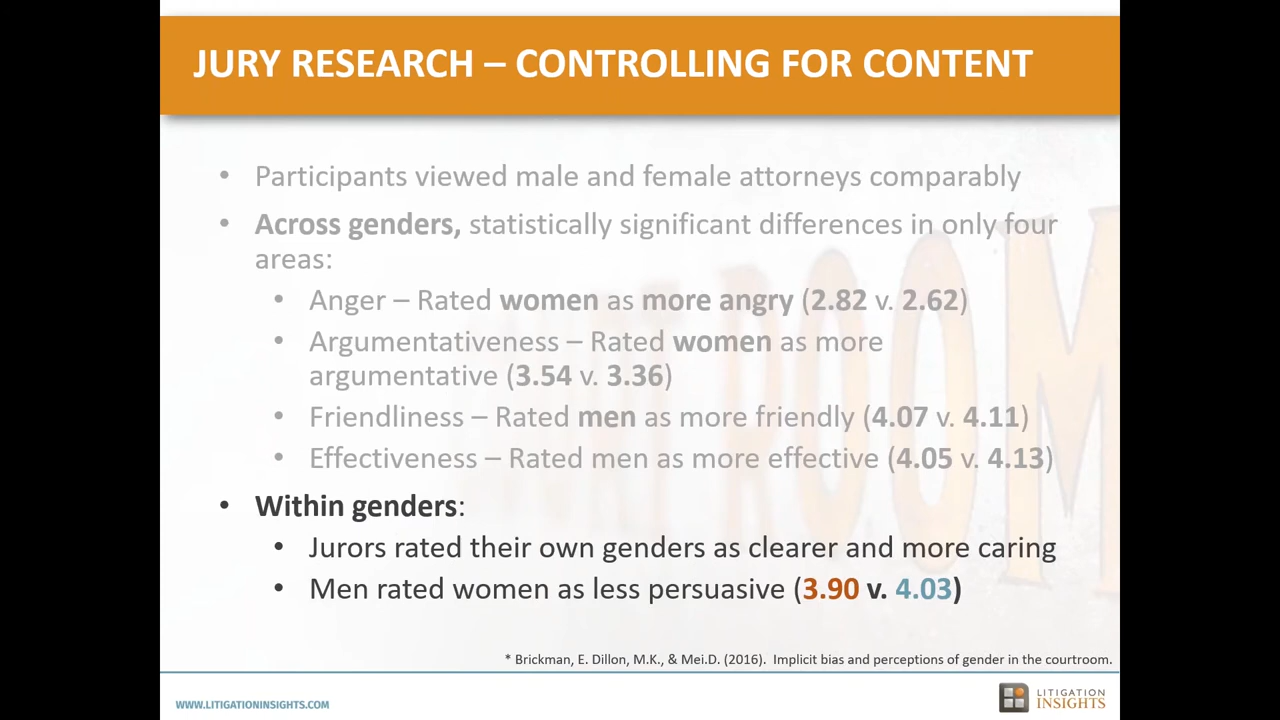 JURY RESEARCH – CONTROLLING FOR CONTENT
• Participants viewed male and female attorneys comparably
• Across genders, statistically significant differences in only four
areas:
• Anger – Rated women as more angry (2.82 v. 2.62)
• Argumentativeness – Rated women as more
argumentative (3.54 v. 3.36)
• Friendliness – Rated men as more friendly (4.07 v. 4.11)
• Effectiveness – Rated men as more effective (4.05 v. 4.13)
• Within genders:
• Jurors rated their own genders as clearer and more caring
• Men rated women as less persuasive (3.90 v. 4.03)
* Brickman, E. Dillon, M.K., & Mei.D. (2016). Implicit bias and perceptions of gender in the courtroom.
WWW.LITIGATIONINSIGHTS.COM
LITIGATION
INSIGHTS